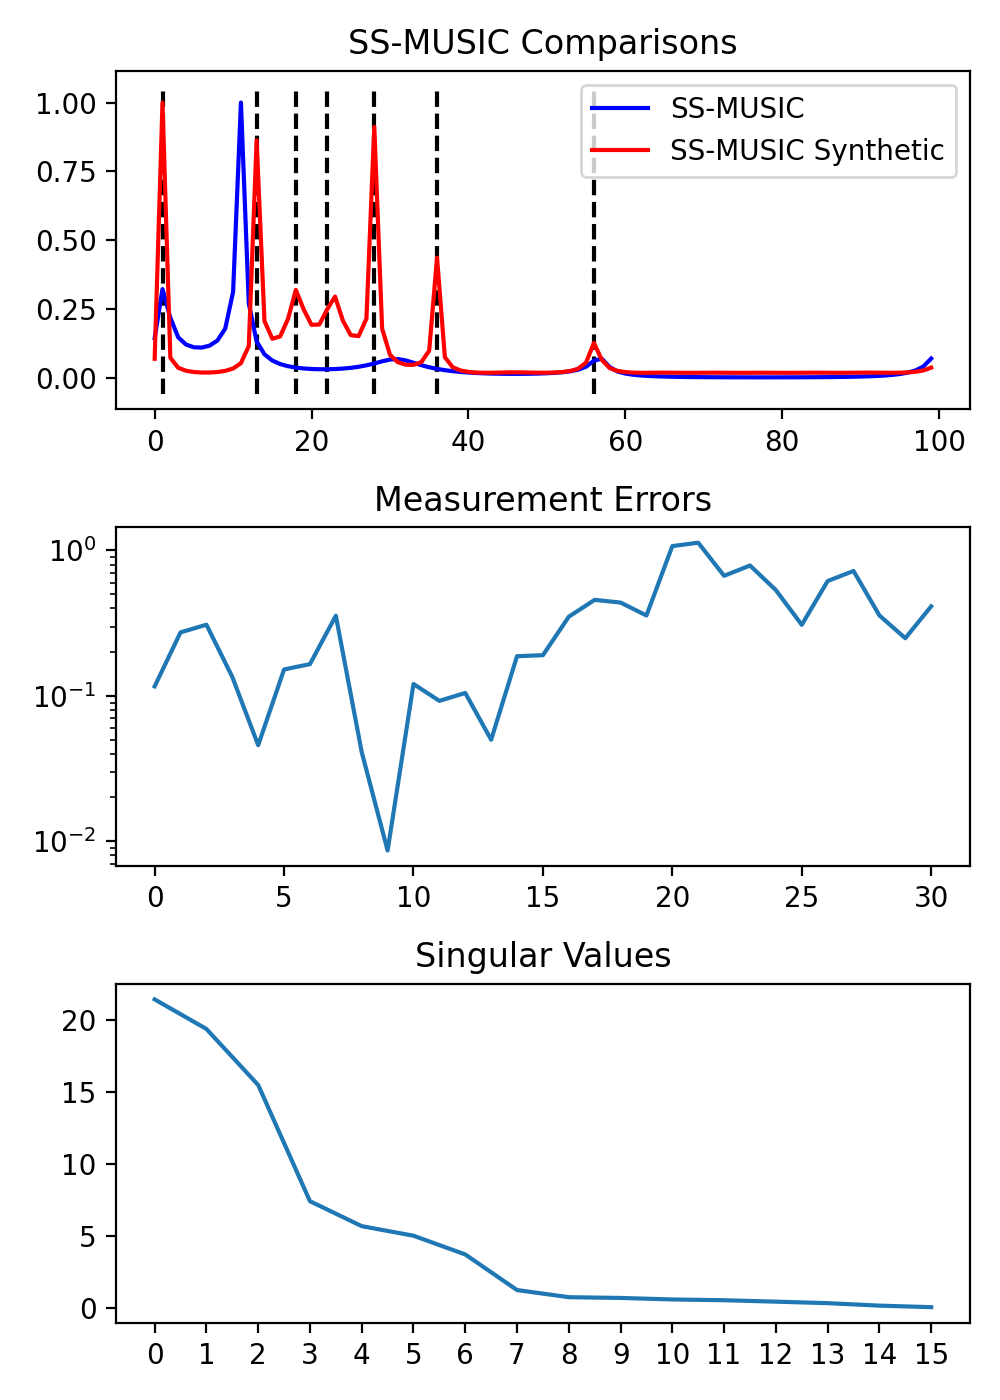 SS-MUSIC Comparisons
1.00
0.75
0.50
0.25
0.00
SS-MUSIC
SS-MUSIC Synthetic
0 20 40 60 80 100
Measurement Errors
10⁰
10⁻¹
10⁻²
0 5 10 15 20 25 30
Singular Values
20
15
10
5
0
0 1 2 3 4 5 6 7 8 9 10 11 12 13 14 15